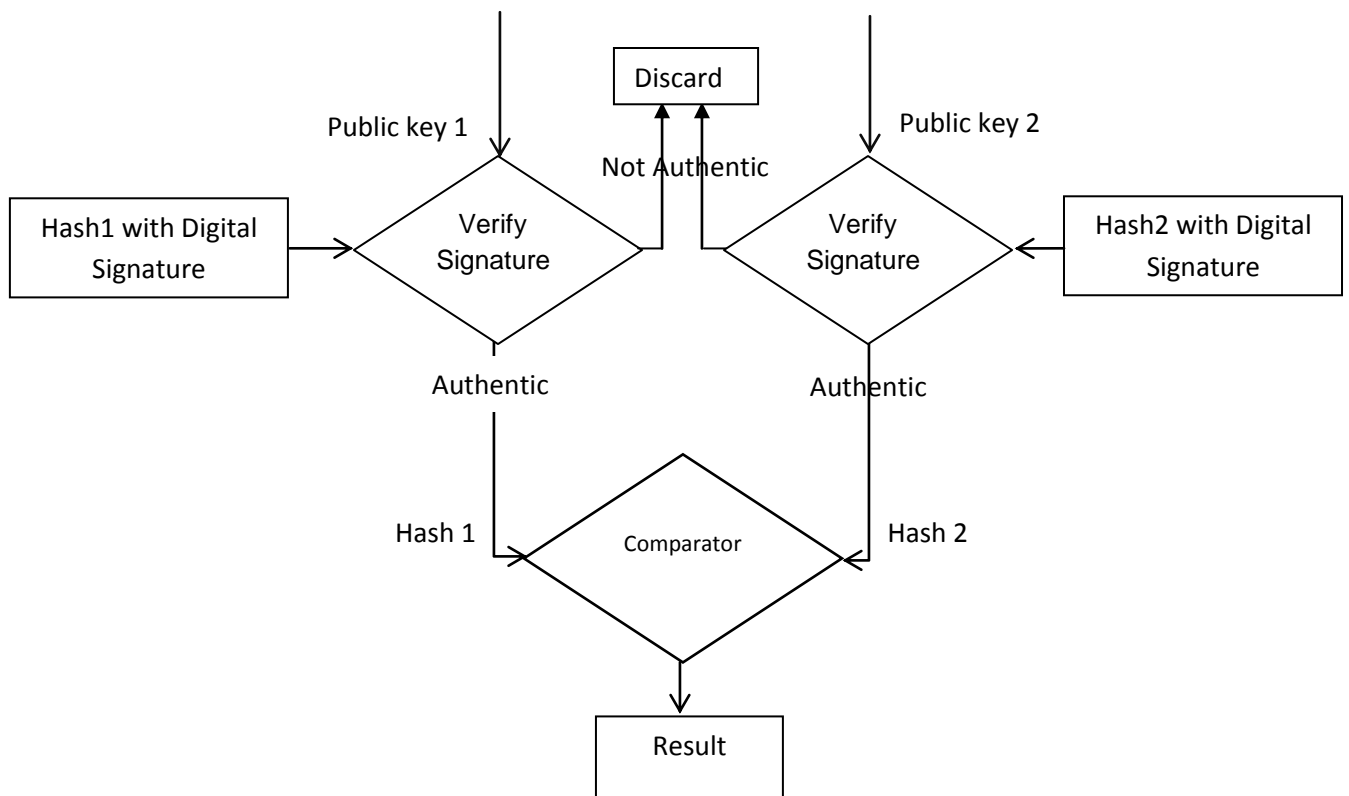 Discard
Public key 1
Public key 2
Not Authentic
Hash1 with Digital
Signature
Verify
Signature
Verify
Signature
Hash2 with Digital
Signature
Authentic
Authentic
Hash 1
Comparator
Hash 2
Result